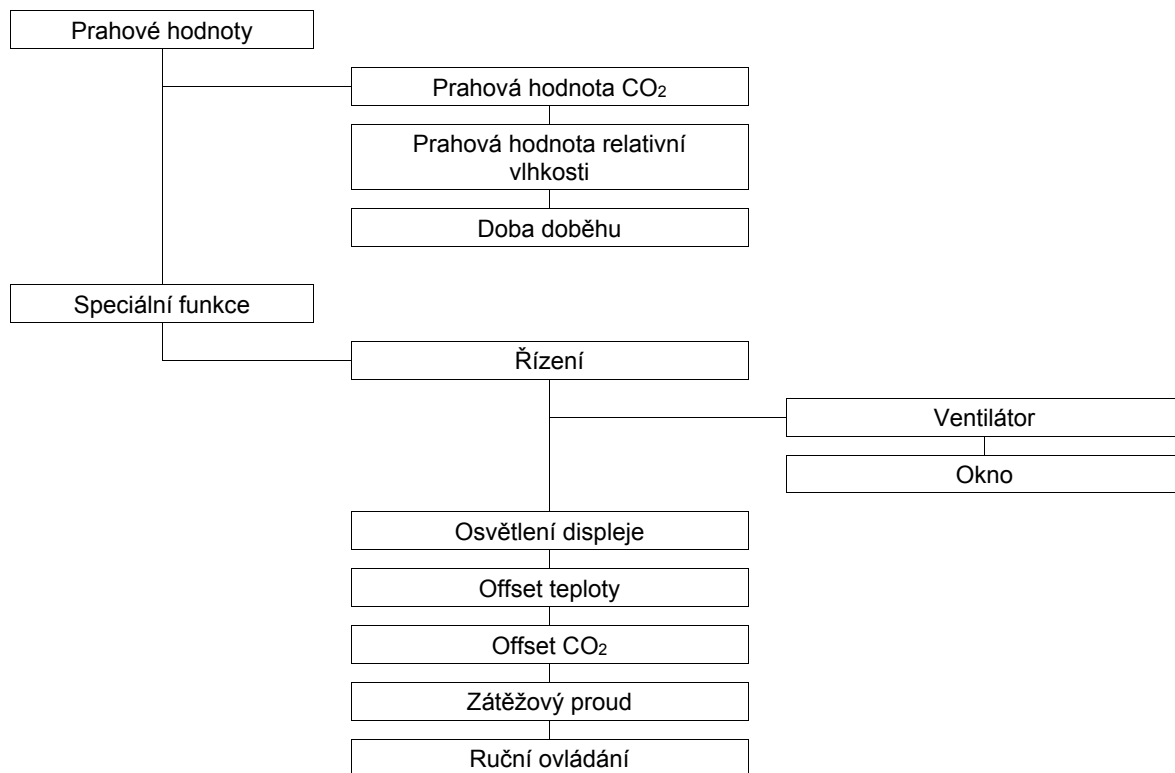 Prahové hodnoty
Prahová hodnota CO₂
Prahová hodnota relativní
vlhkosti
Doba doběhu
Speciální funkce
Řízení
Ventilátor
Okno
Osvětlení displeje
Offset teploty
Offset CO₂
Zátěžový proud
Ruční ovládání